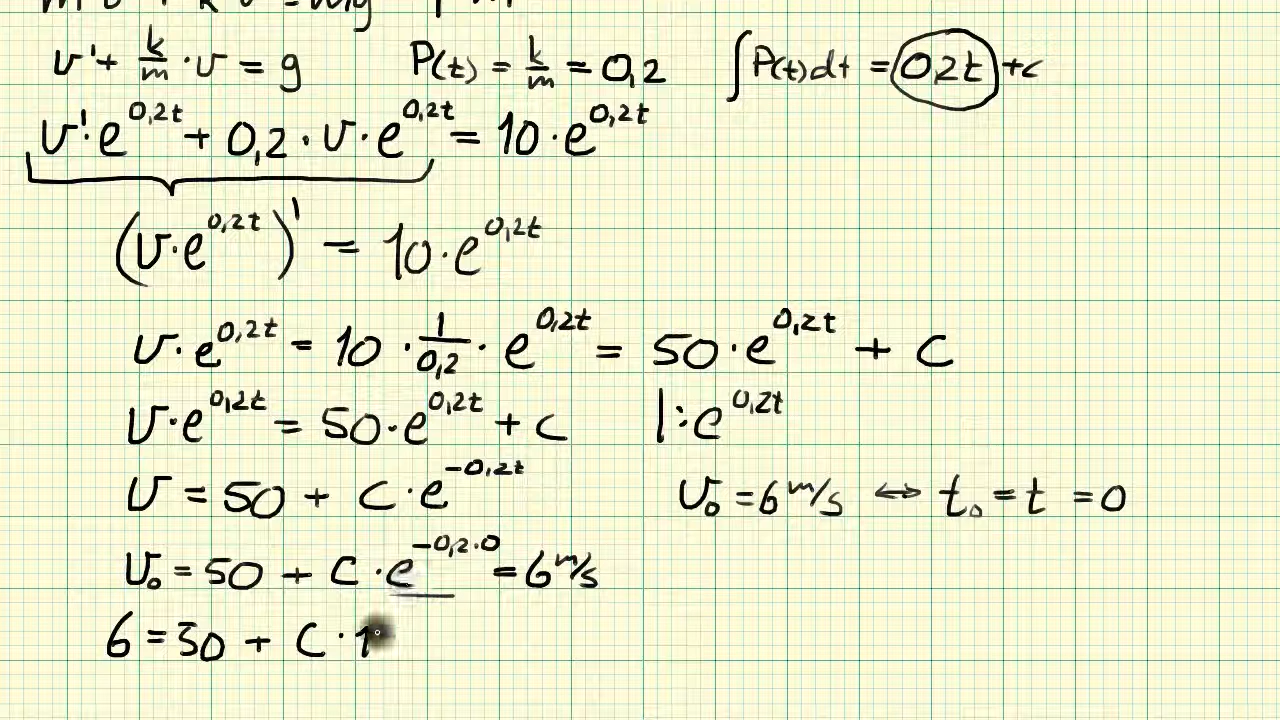 v' + k/m · v = g P(t) = k/m = 0,2 ∫P(t)dt = 0,2t + c
v'·e^0,2t + 0,2 · v · e^0,2t = 10 · e^0,2t
(v·e^0,2t)' = 10·e^0,2t
v·e^0,2t = 10 · 1/0,2 · e^0,2t = 50·e^0,2t + c
v·e^0,2t = 50·e^0,2t + c |:e^0,2t
v = 50 + c·e^-0,2t v₀ = 6 m/s ↔ t₀ = t = 0
v₀ = 50 + c·e^-0,2·0 = 6 m/s
6 = 50 + c·1